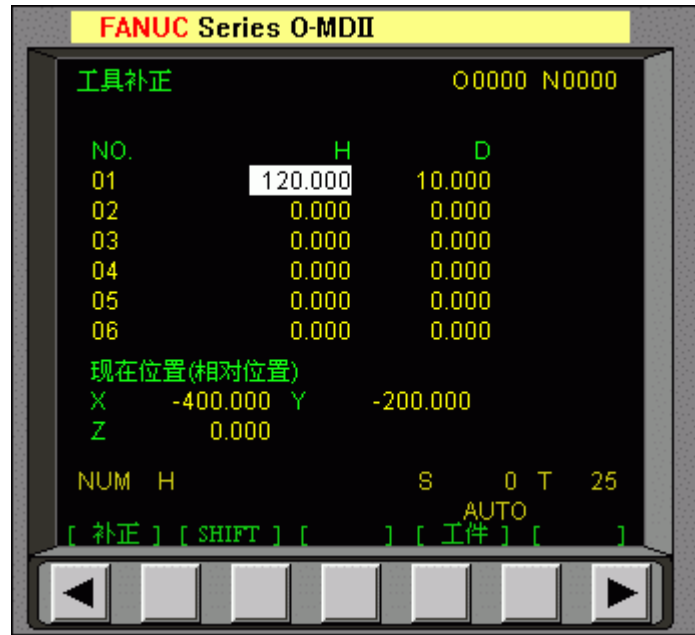 FANUC Series O-MDII
工具补正 O0000 N0000
NO. H D
01 120.000 10.000
02 0.000 0.000
03 0.000 0.000
04 0.000 0.000
05 0.000 0.000
06 0.000 0.000
现在位置(相对位置)
X -400.000 Y -200.000
Z 0.000
NUM H S 0 T 25
AUTO
[ 补正 ] [ SHIFT ] [ ] [ 工件 ] [ ]